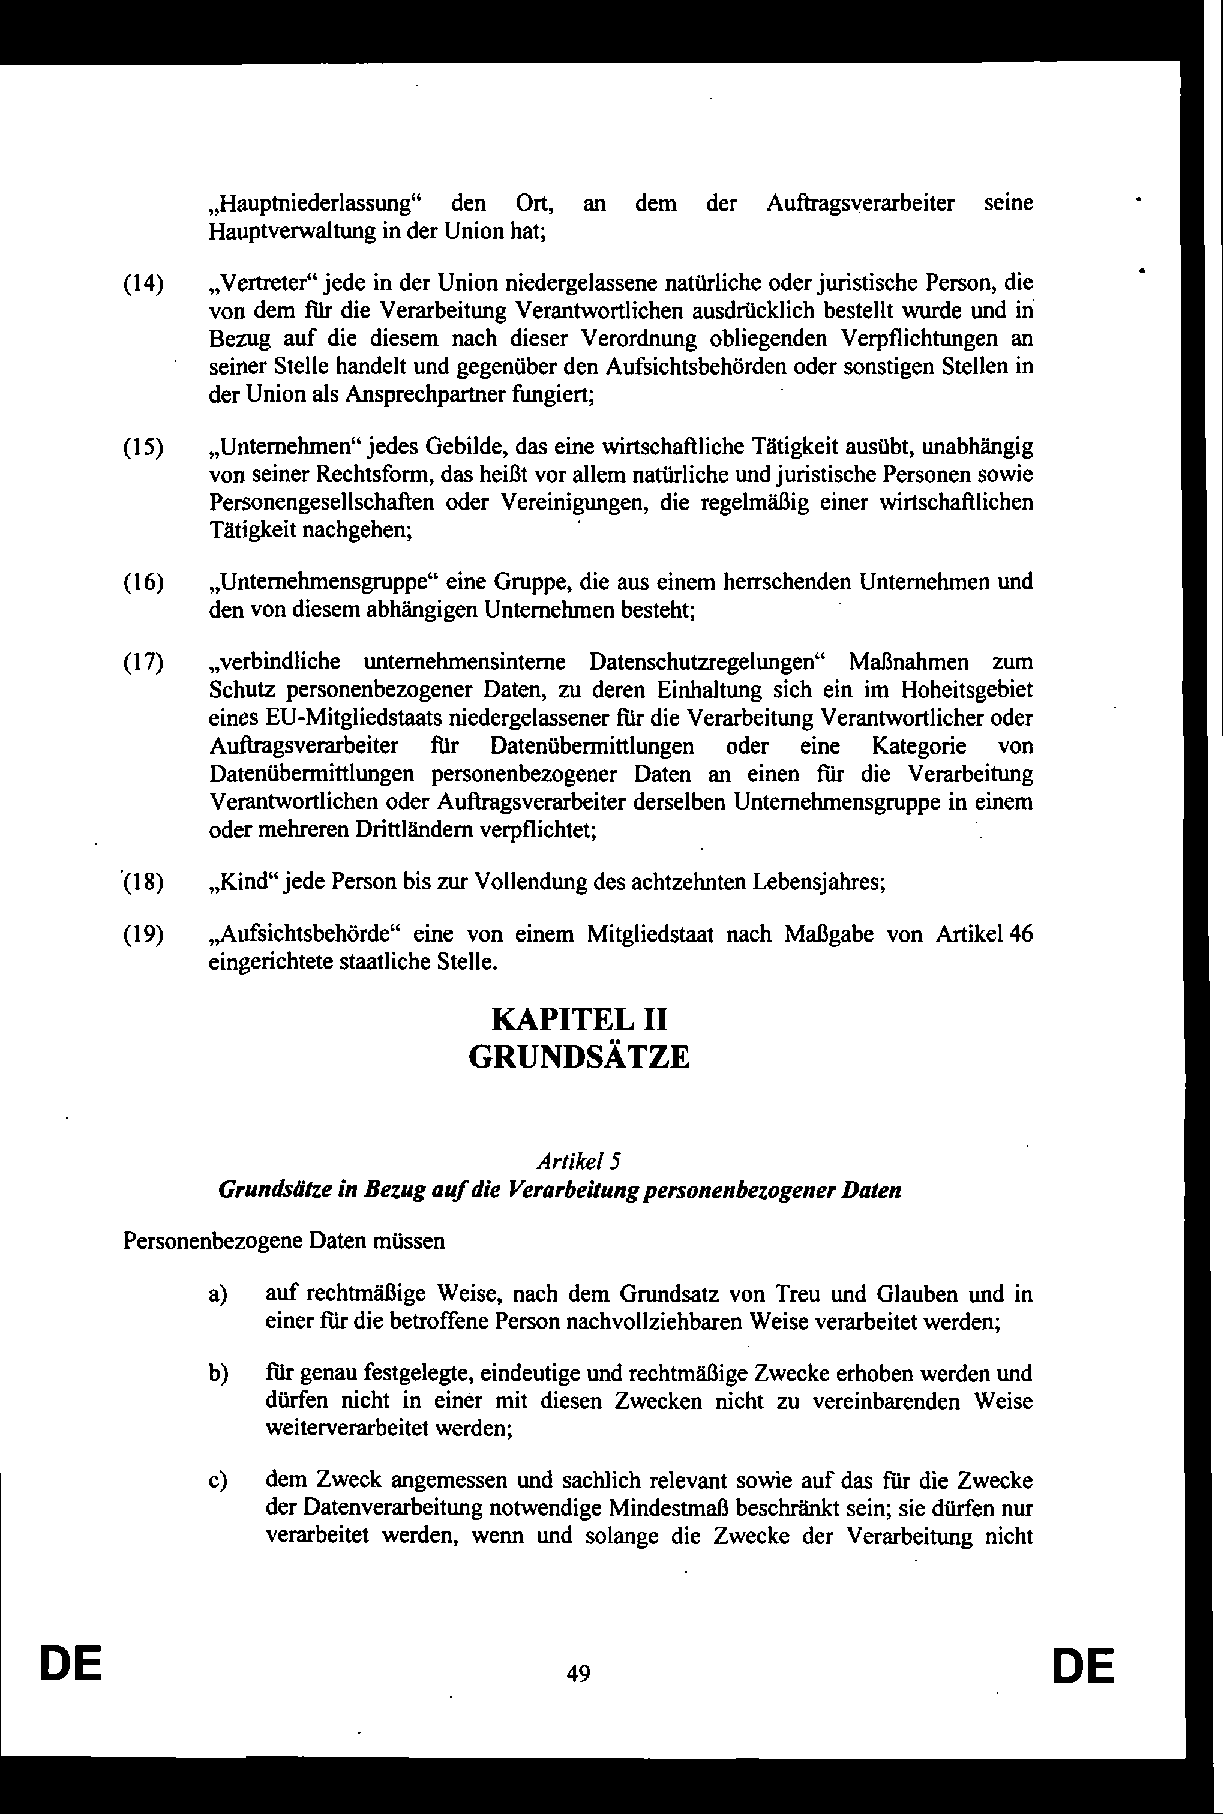 „Hauptniederlassung“ den Ort, an dem der Auftragsverarbeiter seine
Hauptverwaltung in der Union hat;
(14) „Vertreter“ jede in der Union niedergelassene natürliche oder juristische Person, die
von dem für die Verarbeitung Verantwortlichen ausdrücklich bestellt wurde und in
Bezug auf die diesem nach dieser Verordnung obliegenden Verpflichtungen an
seiner Stelle handelt und gegenüber den Aufsichtsbehörden oder sonstigen Stellen in
der Union als Ansprechpartner fungiert;
(15) „Unternehmen“ jedes Gebilde, das eine wirtschaftliche Tätigkeit ausübt, unabhängig
von seiner Rechtsform, das heißt vor allem natürliche und juristische Personen sowie
Personengesellschaften oder Vereinigungen, die regelmäßig einer wirtschaftlichen
Tätigkeit nachgehen;
(16) „Unternehmensgruppe“ eine Gruppe, die aus einem herrschenden Unternehmen und
den von diesem abhängigen Unternehmen besteht;
(17) „verbindliche unternehmensinterne Datenschutzregelungen“ Maßnahmen zum
Schutz personenbezogener Daten, zu deren Einhaltung sich ein im Hoheitsgebiet
eines EU-Mitgliedstaats niedergelassener für die Verarbeitung Verantwortlicher oder
Auftragsverarbeiter für Datenübermittlungen oder eine Kategorie von
Datenübermittlungen personenbezogener Daten an einen für die Verarbeitung
Verantwortlichen oder Auftragsverarbeiter derselben Unternehmensgruppe in einem
oder mehreren Drittländern verpflichtet;
(18) „Kind“ jede Person bis zur Vollendung des achtzehnten Lebensjahres;
(19) „Aufsichtsbehörde“ eine von einem Mitgliedstaat nach Maßgabe von Artikel 46
eingerichtete staatliche Stelle.
KAPITEL II
GRUNDSÄTZE
Artikel 5
Grundsätze in Bezug auf die Verarbeitung personenbezogener Daten
Personenbezogene Daten müssen
a) auf rechtmäßige Weise, nach dem Grundsatz von Treu und Glauben und in
einer für die betroffene Person nachvollziehbaren Weise verarbeitet werden;
b) für genau festgelegte, eindeutige und rechtmäßige Zwecke erhoben werden und
dürfen nicht in einer mit diesen Zwecken nicht zu vereinbarenden Weise
weiterverarbeitet werden;
c) dem Zweck angemessen und sachlich relevant sowie auf das für die Zwecke
der Datenverarbeitung notwendige Mindestmaß beschränkt sein; sie dürfen nur
verarbeitet werden, wenn und solange die Zwecke der Verarbeitung nicht
DE 49 DE